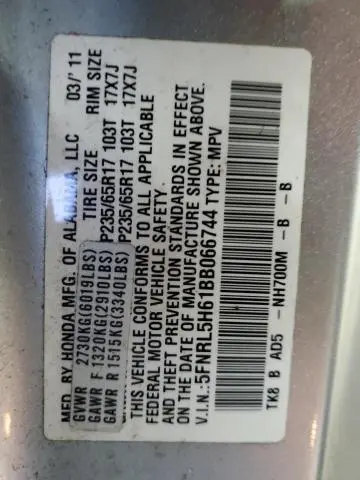 MFD. BY HONDA MFG. OF ALABAMA, LLC 03/'11
GVWR 2730KG(6019LBS) TIRE SIZE RIM SIZE
GAWR F 1320KG(2910LBS) P235/65R17 103T 17X7J
GAWR R 1515KG(3340LBS) P235/65R17 103T 17X7J
THIS VEHICLE CONFORMS TO ALL APPLICABLE
FEDERAL MOTOR VEHICLE SAFETY
AND THEFT PREVENTION STANDARDS IN EFFECT
ON THE DATE OF MANUFACTURE SHOWN ABOVE.
V.I.N.:5FNRL5H61BB066744 TYPE: MPV
TK8 B AD5 -NH700M - B - B